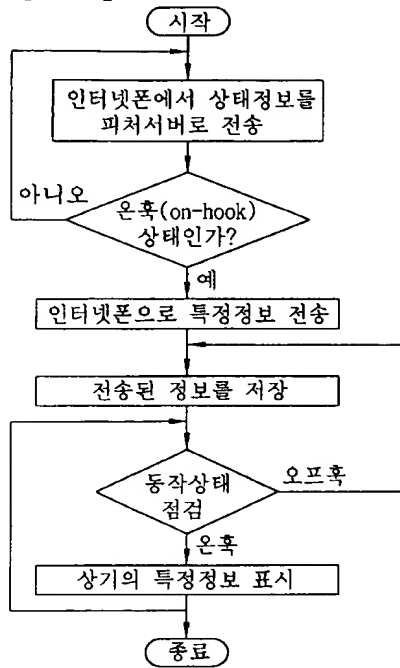 시작
인터넷폰에서 상태정보를
피처서버로 전송
아니오
온훅(on-hook)
상태인가?
예
인터넷폰으로 특정정보 전송
전송된 정보를 저장
동작상태
점검
오프훅
온훅
상기의 특정정보 표시
종료